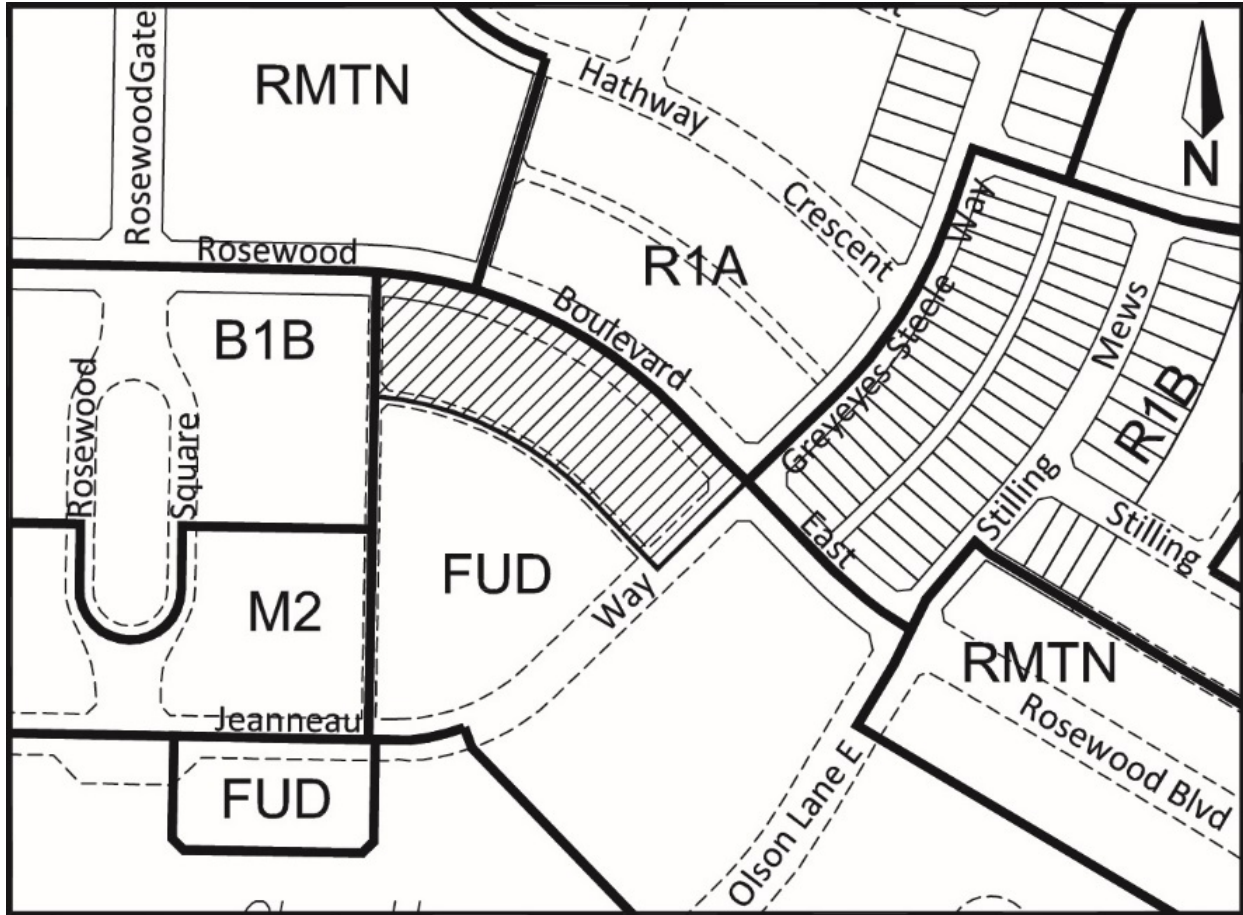 RosewoodGate
RMTN
Hathway
Crescent
N
Rosewood
Boulevard
R1A
Greyeyes Steele Way
Mews
R1B
B1B
Rosewood
Square
East
Stilling
Stilling
FUD
Way
M2
RMTN
Jeanneau
Rosewood Blvd
FUD
Olson Lane E